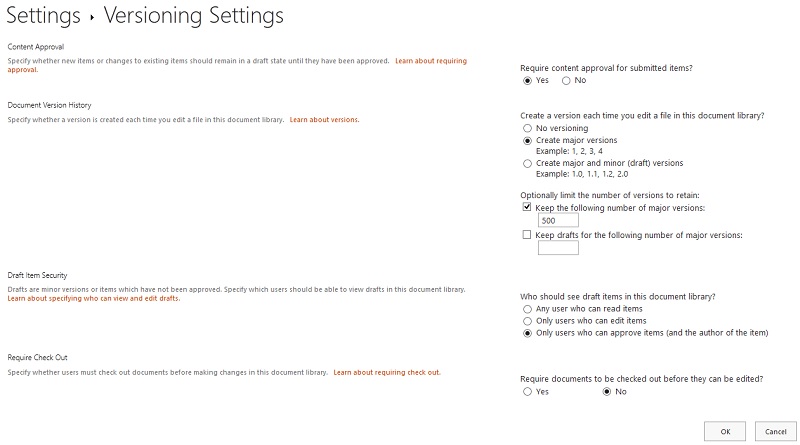 Settings ▸ Versioning Settings
Content Approval
Specify whether new items or changes to existing items should remain in a draft state until they have been approved. Learn about requiring
approval.
Require content approval for submitted items?
Yes No
Document Version History
Specify whether a version is created each time you edit a file in this document library. Learn about versions.
Create a version each time you edit a file in this document library?
No versioning
Create major versions
Example: 1, 2, 3, 4
Create major and minor (draft) versions
Example: 1.0, 1.1, 1.2, 2.0
Optionally limit the number of versions to retain:
Keep the following number of major versions:
500
Keep drafts for the following number of major versions:
Draft Item Security
Drafts are minor versions or items which have not been approved. Specify which users should be able to view drafts in this document library.
Learn about specifying who can view and edit drafts.
Who should see draft items in this document library?
Any user who can read items
Only users who can edit items
Only users who can approve items (and the author of the item)
Require Check Out
Specify whether users must check out documents before making changes in this document library. Learn about requiring check out.
Require documents to be checked out before they can be edited?
Yes No
OK Cancel